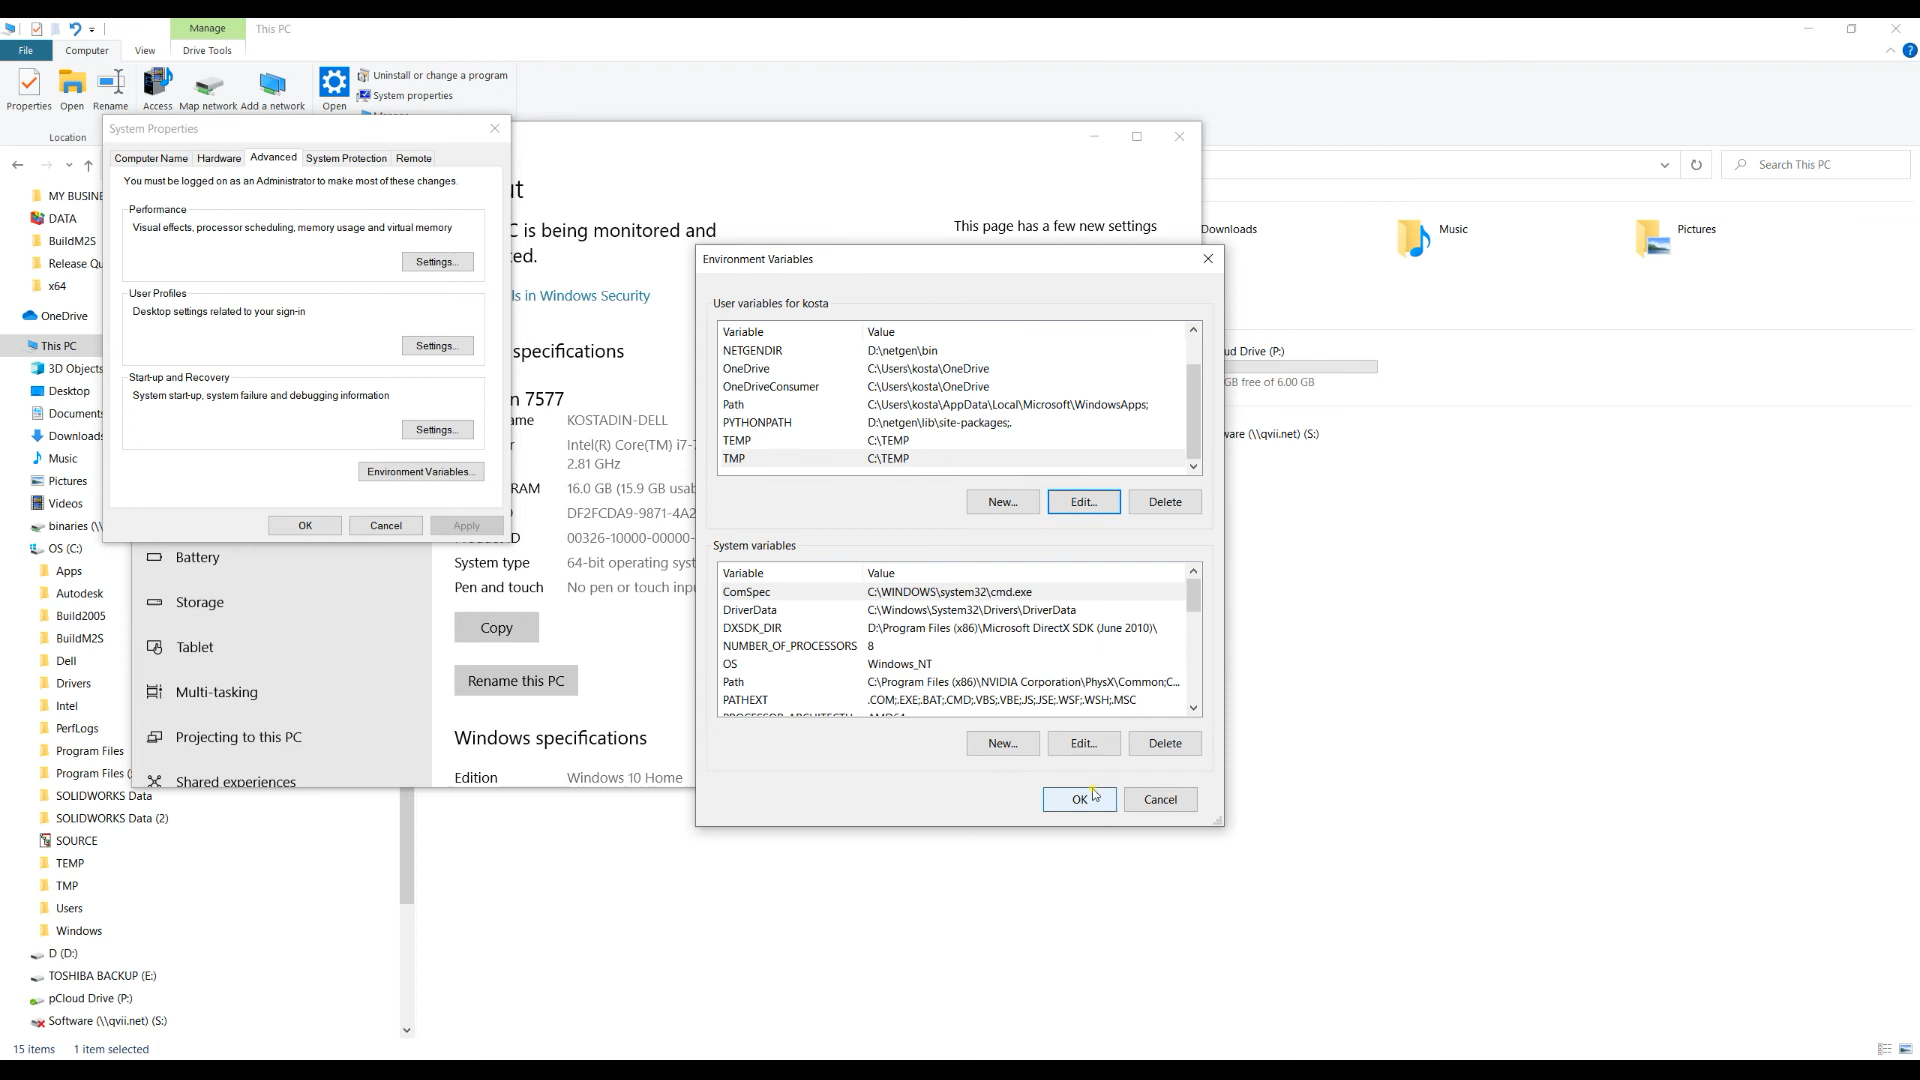 Manage
This PC
File
Computer
View
Drive Tools
Properties
Open
Rename
Access
Map network
Add a network
Open
Uninstall or change a program
System properties
Location
Search This PC
MY BUSINE
DATA
BuildM2S
Release Qu
x64
OneDrive
This PC
3D Objects
Desktop
Documents
Downloads
Music
Pictures
Videos
binaries (\\
OS (C:)
Apps
Autodesk
Build2005
BuildM2S
Dell
Drivers
Intel
PerfLogs
Program Files
Program Files (
SOLIDWORKS Data
SOLIDWORKS Data (2)
SOURCE
TEMP
TMP
Users
Windows
D (D:)
TOSHIBA BACKUP (E:)
pCloud Drive (P:)
Software (\\qvii.net) (S:)
15 items 1 item selected
System Properties
Computer Name
Hardware
Advanced
System Protection
Remote
You must be logged on as an Administrator to make most of these changes.
Performance
Visual effects, processor scheduling, memory usage and virtual memory
Settings...
User Profiles
Desktop settings related to your sign-in
Settings...
Start-up and Recovery
System start-up, system failure and debugging information
Settings...
Environment Variables...
OK
Cancel
Apply
Battery
Storage
Tablet
Multi-tasking
Projecting to this PC
Shared experiences
ut
C is being monitored and
ted.
ls in Windows Security
This page has a few new settings
specifications
n 7577
ame KOSTADIN-DELL
r Intel(R) Core(TM) i7-7
2.81 GHz
RAM 16.0 GB (15.9 GB usab
DF2FCDA9-9871-4A2
00326-10000-00000-
System type 64-bit operating syst
Pen and touch No pen or touch inpu
Copy
Rename this PC
Windows specifications
Edition Windows 10 Home
Environment Variables
User variables for kosta
Variable Value
NETGENDIR D:\netgen\bin
OneDrive C:\Users\kosta\OneDrive
OneDriveConsumer C:\Users\kosta\OneDrive
Path C:\Users\kosta\AppData\Local\Microsoft\WindowsApps;
PYTHONPATH D:\netgen\lib\site-packages;.
TEMP C:\TEMP
TMP C:\TEMP
New...
Edit...
Delete
System variables
Variable Value
ComSpec C:\WINDOWS\system32\cmd.exe
DriverData C:\Windows\System32\Drivers\DriverData
DXSDK_DIR D:\Program Files (x86)\Microsoft DirectX SDK (June 2010)\
NUMBER_OF_PROCESSORS 8
OS Windows_NT
Path C:\Program Files (x86)\NVIDIA Corporation\PhysX\Common;C...
PATHEXT .COM;.EXE;.BAT;.CMD;.VBS;.VBE;.JS;.JSE;.WSF;.WSH;.MSC
New...
Edit...
Delete
OK
Cancel
Downloads
Music
Pictures
ud Drive (P:)
GB free of 6.00 GB
ware (\\qvii.net) (S:)